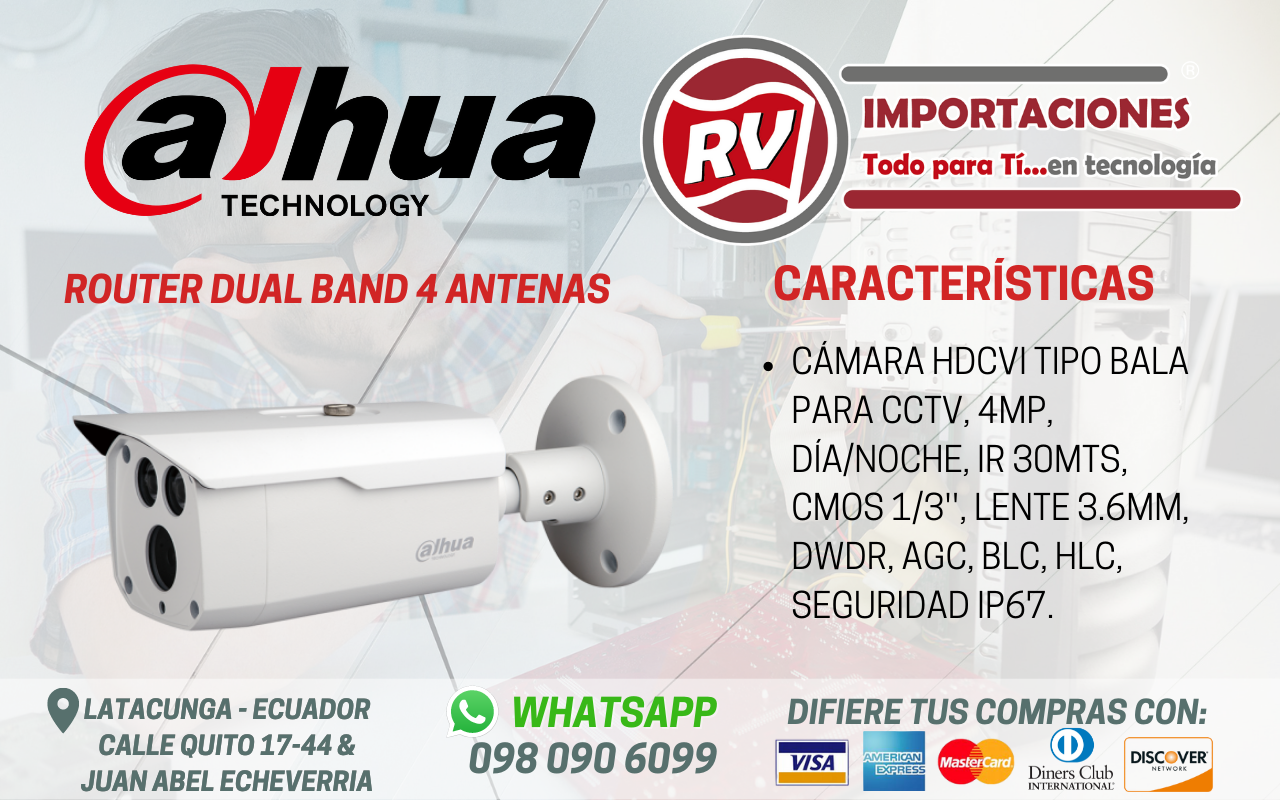 alhua
TECHNOLOGY
RV
®
IMPORTACIONES
Todo para Tí...en tecnología
ROUTER DUAL BAND 4 ANTENAS
alhua
TECHNOLOGY
CARACTERÍSTICAS
• CÁMARA HDCVI TIPO BALA
PARA CCTV, 4MP,
DÍA/NOCHE, IR 30MTS,
CMOS 1/3'', LENTE 3.6MM,
DWDR, AGC, BLC, HLC,
SEGURIDAD IP67.
LATACUNGA - ECUADOR
CALLE QUITO 17-44 &
JUAN ABEL ECHEVERRIA
WHATSAPP
098 090 6099
DIFIERE TUS COMPRAS CON:
VISA
AMERICAN
EXPRESS
MasterCard
Diners Club
INTERNATIONAL
DISCOVER
NETWORK